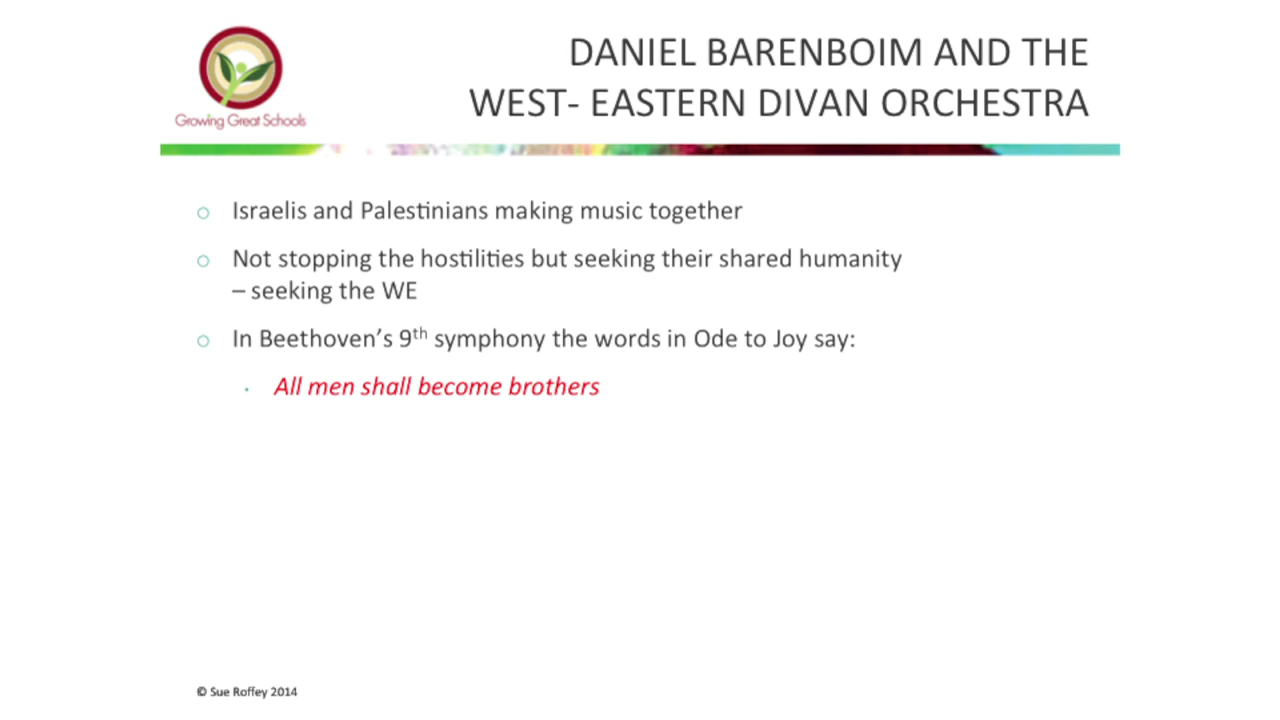 Growing Great Schools
DANIEL BARENBOIM AND THE
WEST- EASTERN DIVAN ORCHESTRA
○ Israelis and Palestinians making music together
○ Not stopping the hostilities but seeking their shared humanity
– seeking the WE
○ In Beethoven’s 9th symphony the words in Ode to Joy say:
· All men shall become brothers
© Sue Roffey 2014